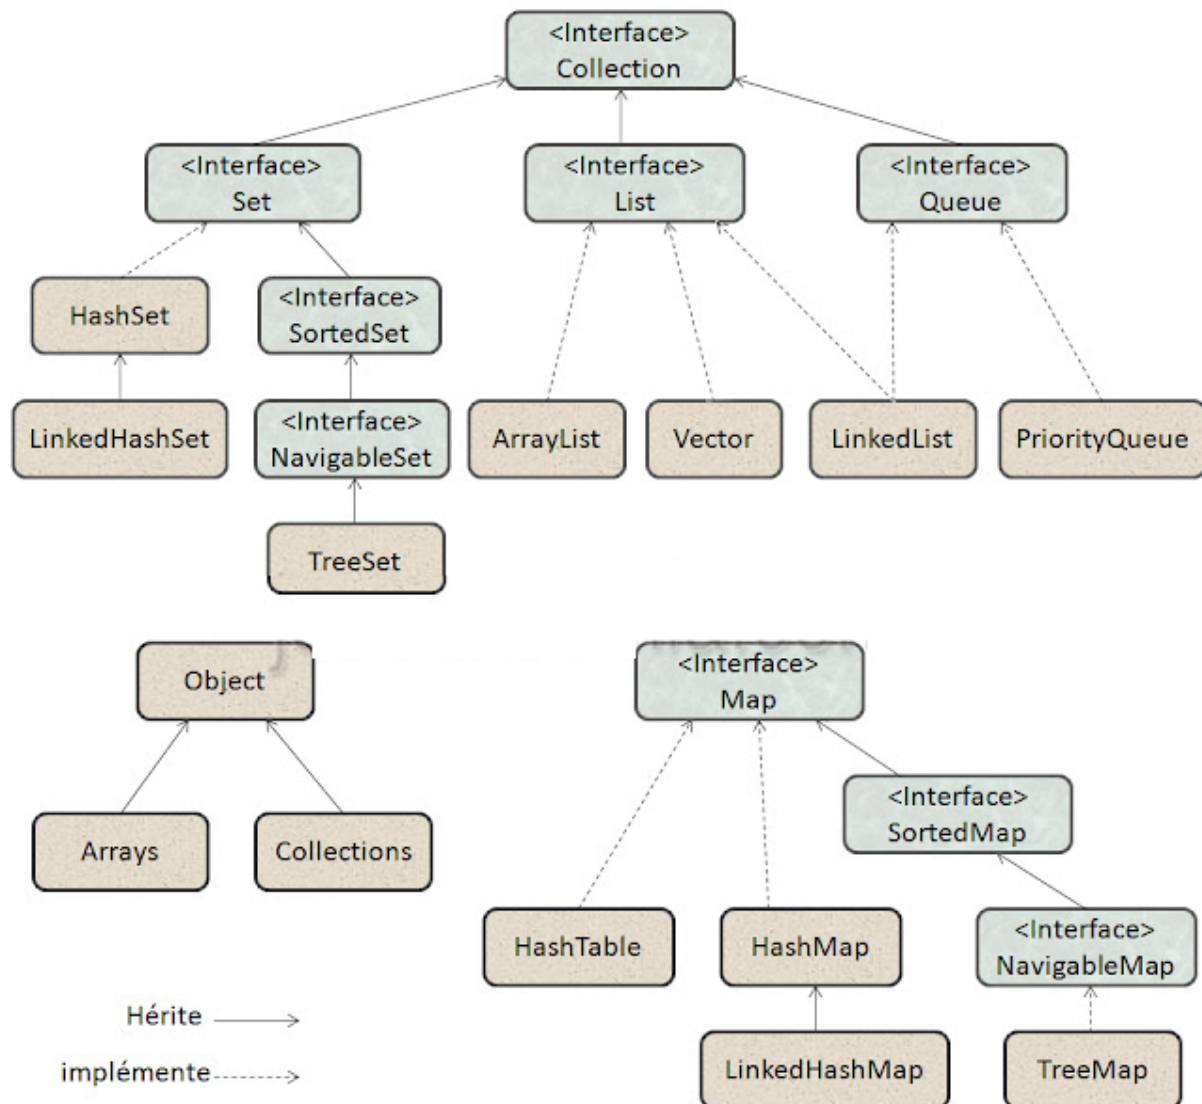 <Interface>
Collection
<Interface>
Set
<Interface>
List
<Interface>
Queue
HashSet
<Interface>
SortedSet
LinkedHashSet
<Interface>
NavigableSet
ArrayList
Vector
LinkedList
PriorityQueue
TreeSet
Object
<Interface>
Map
Arrays
Collections
<Interface>
SortedMap
HashTable
HashMap
<Interface>
NavigableMap
Hérite
LinkedHashMap
TreeMap
implémente